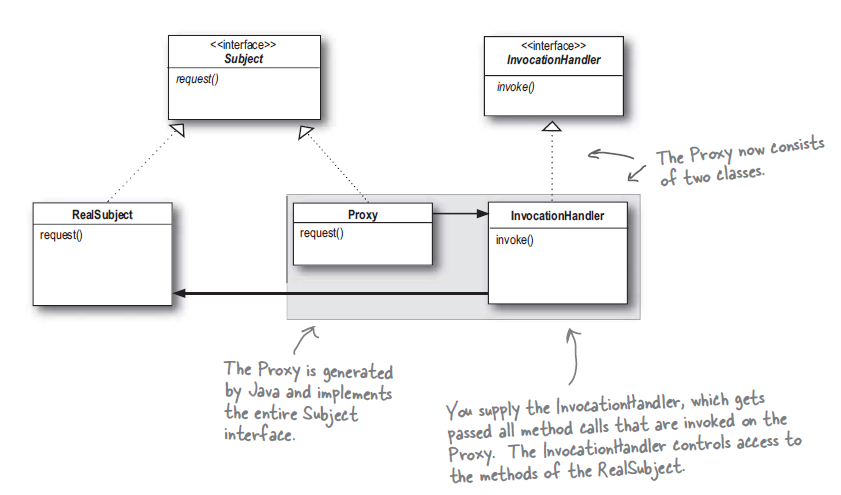 <<interface>>
Subject
request()
<<interface>>
InvocationHandler
invoke()
The Proxy now consists
of two classes.
RealSubject
request()
Proxy
request()
InvocationHandler
invoke()
The Proxy is generated
by Java and implements
the entire Subject
interface.
You supply the InvocationHandler, which gets
passed all method calls that are invoked on the
Proxy. The InvocationHandler controls access to
the methods of the RealSubject.